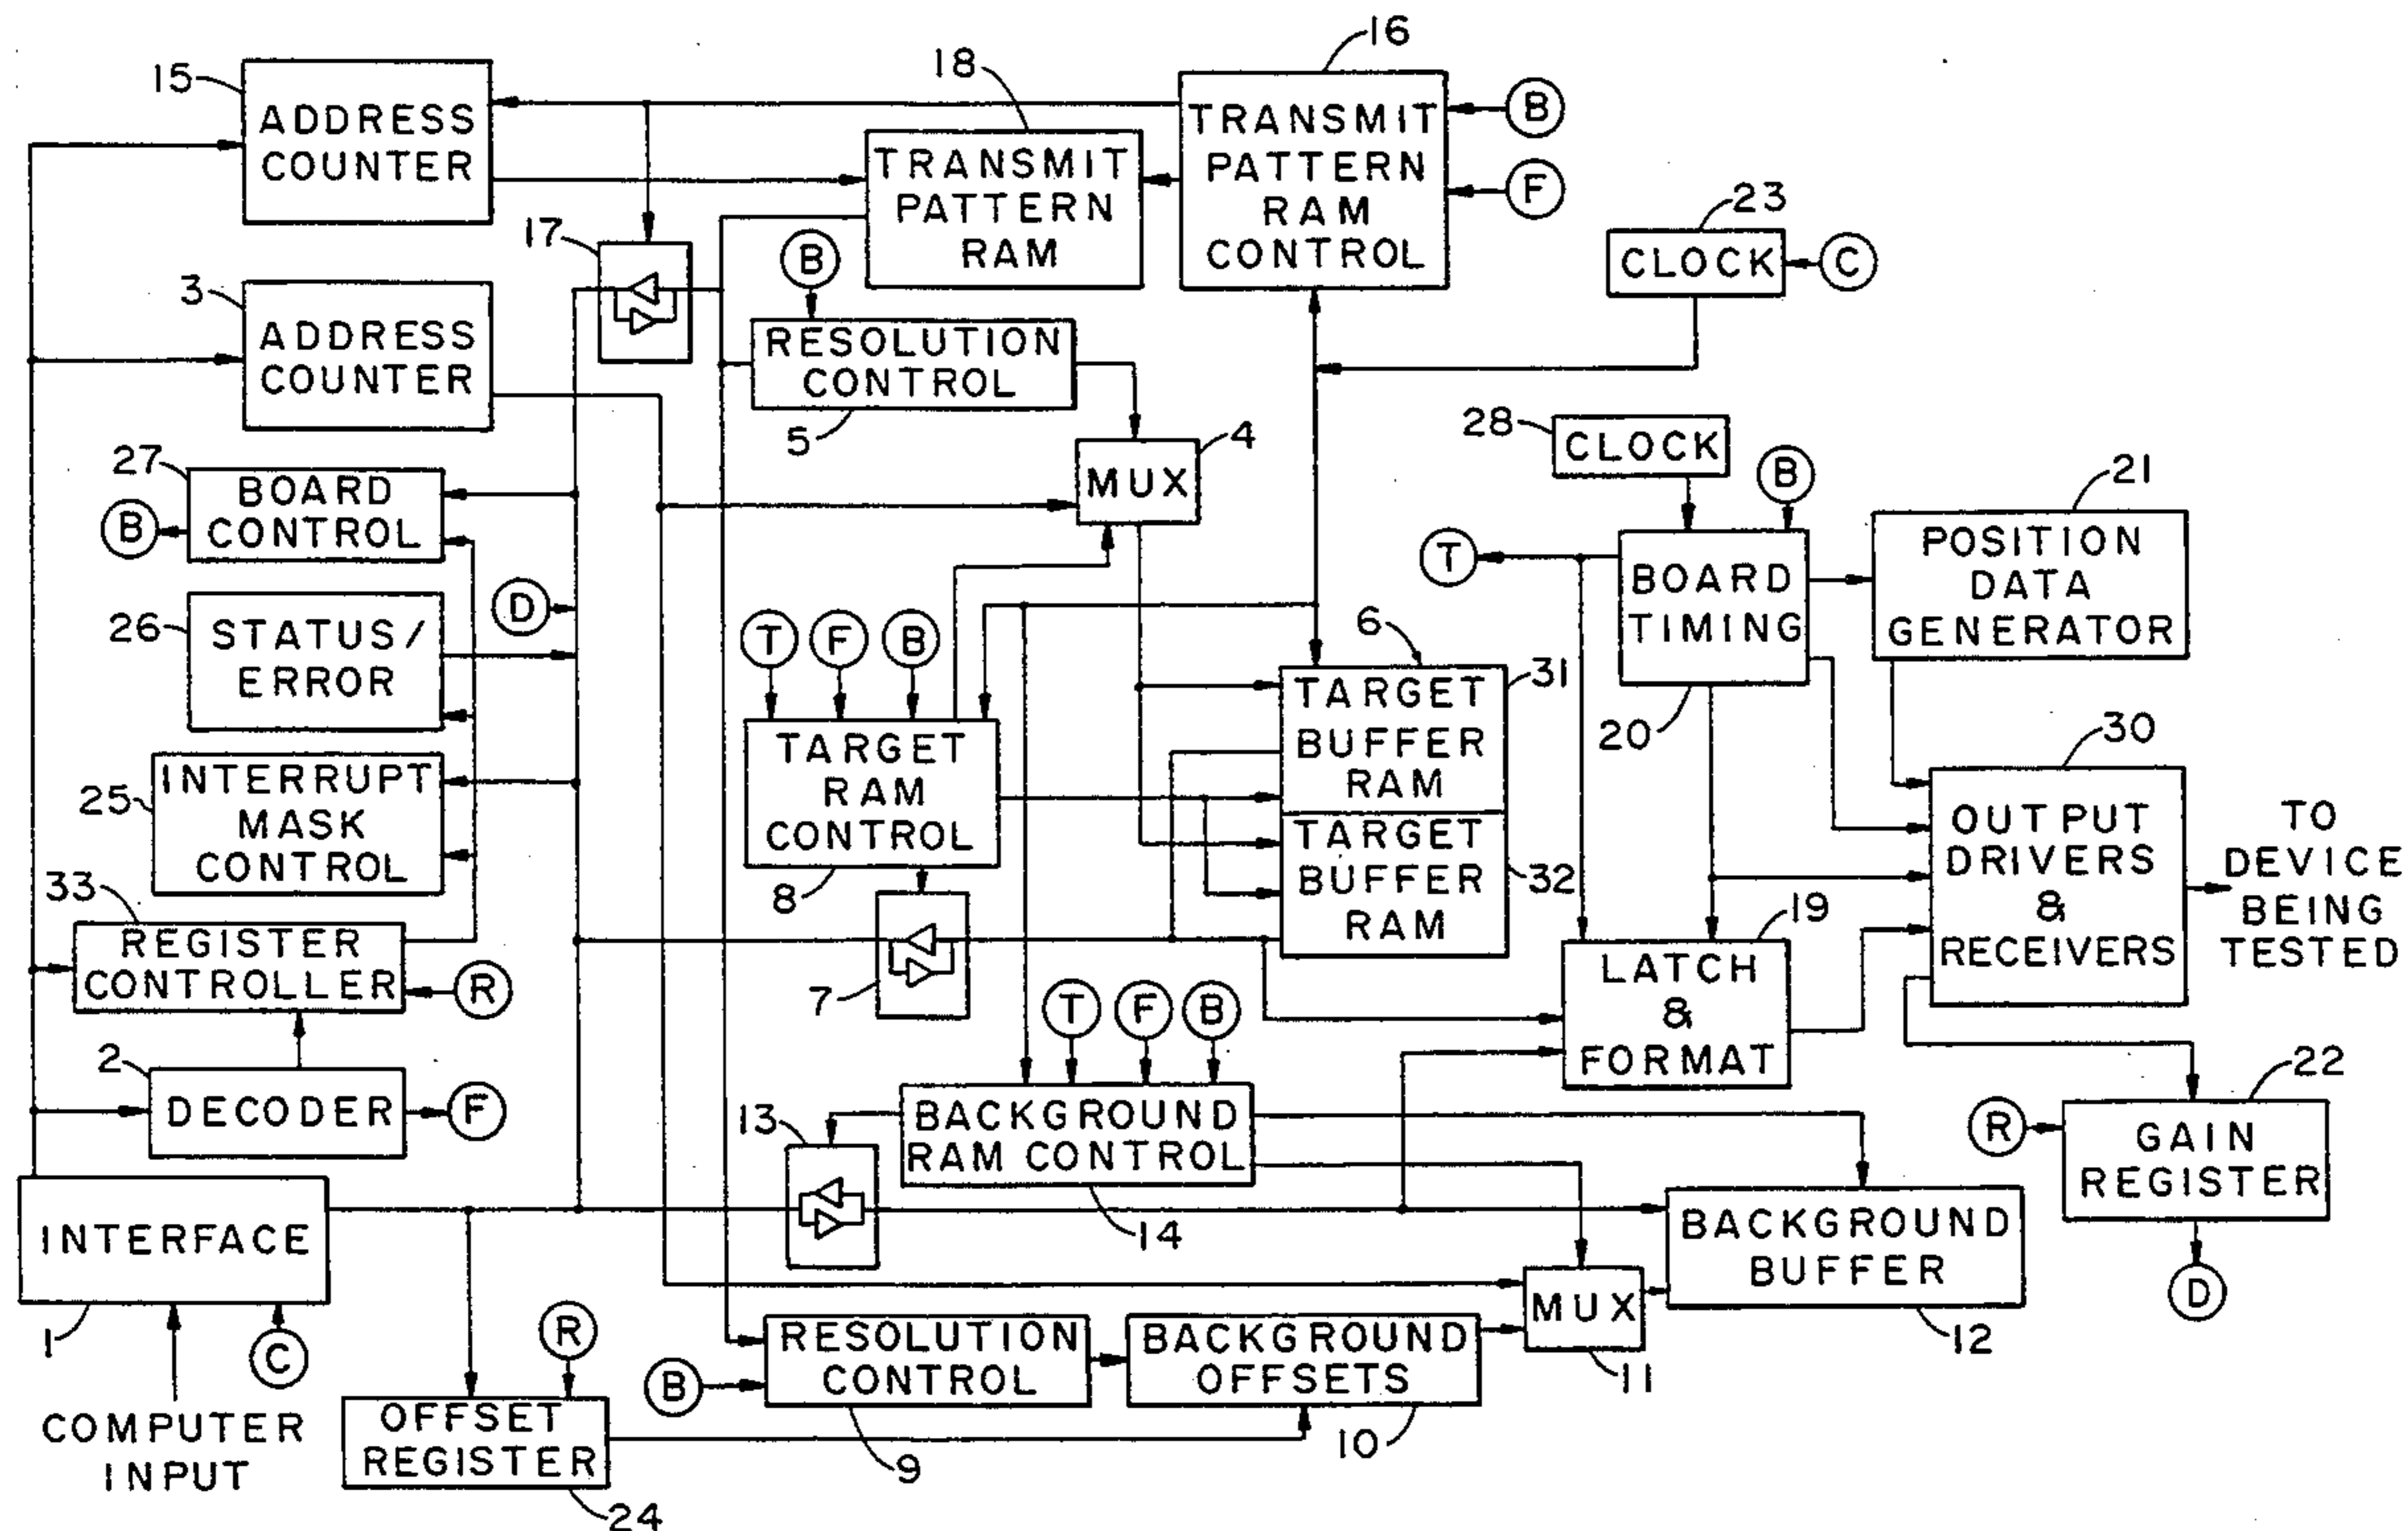 16
18
15
B
TRANSMIT
PATTERN
RAM
CONTROL
ADDRESS
COUNTER
TRANSMIT
PATTERN
RAM
F
23
17
B
CLOCK
C
3
ADDRESS
COUNTER
RESOLUTION
CONTROL
5
4
28
CLOCK
27
MUX
B
21
BOARD
CONTROL
B
T
BOARD
TIMING
POSITION
DATA
GENERATOR
D
26
STATUS/
ERROR
T
F
B
6
31
TARGET
BUFFER
RAM
20
30
25
INTERRUPT
MASK
CONTROL
TARGET
RAM
CONTROL
TARGET
BUFFER
RAM
32
OUTPUT
DRIVERS
&
RECEIVERS
TO
DEVICE
BEING
TESTED
33
8
19
REGISTER
CONTROLLER
R
7
T
F
B
LATCH
&
FORMAT
2
22
DECODER
F
13
BACKGROUND
RAM CONTROL
R
GAIN
REGISTER
INTERFACE
14
BACKGROUND
BUFFER
D
1
C
R
MUX
12
B
RESOLUTION
CONTROL
BACKGROUND
OFFSETS
11
COMPUTER
INPUT
OFFSET
REGISTER
9
10
24